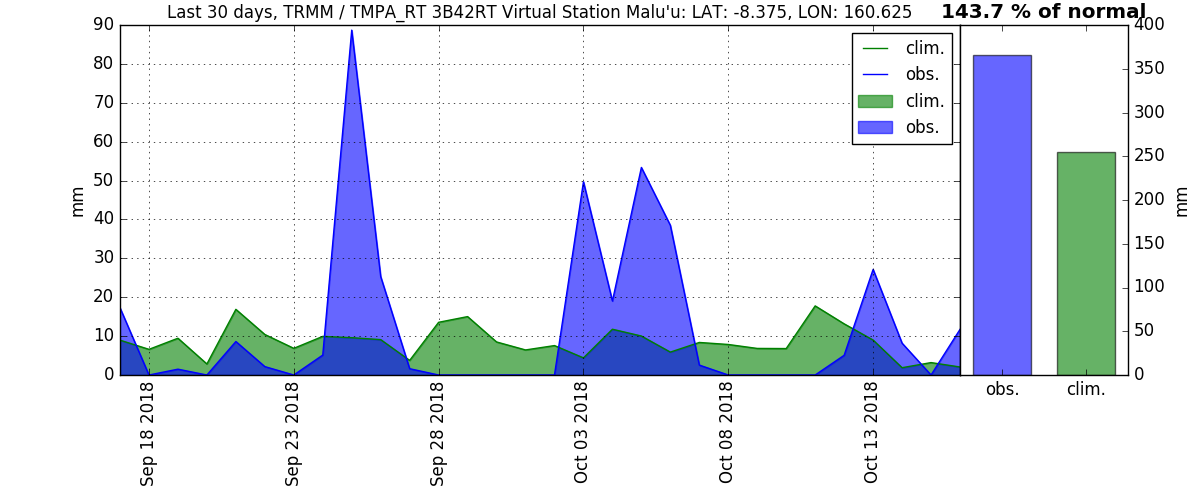 Last 30 days, TRMM / TMPA_RT 3B42RT Virtual Station Malu'u: LAT: -8.375, LON: 160.625
143.7 % of normal
90
80
70
60
50
40
30
20
10
0
mm
clim.
obs.
clim.
obs.
Sep 18 2018
Sep 23 2018
Sep 28 2018
Oct 03 2018
Oct 08 2018
Oct 13 2018
400
350
300
250
200
150
100
50
0
mm
obs.
clim.